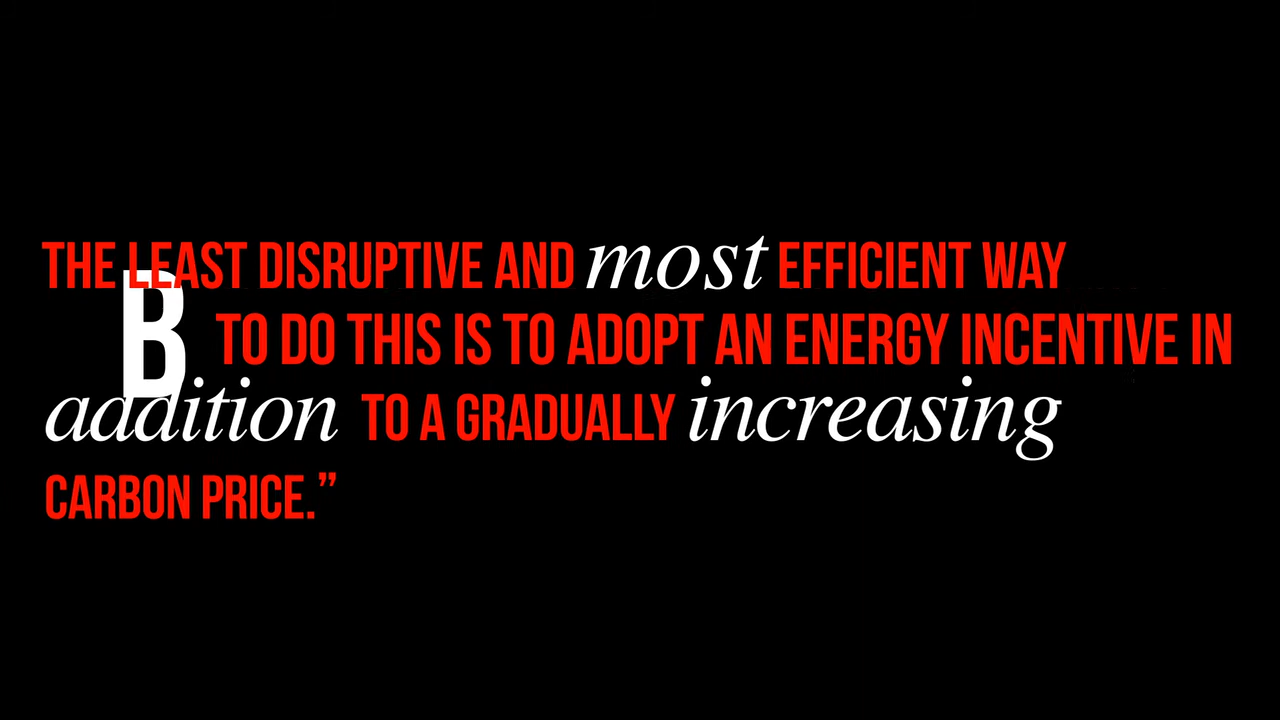 THE LEAST DISRUPTIVE AND most EFFICIENT WAY
B
TO DO THIS IS TO ADOPT AN ENERGY INCENTIVE IN
addition TO A GRADUALLY increasing
CARBON PRICE.”